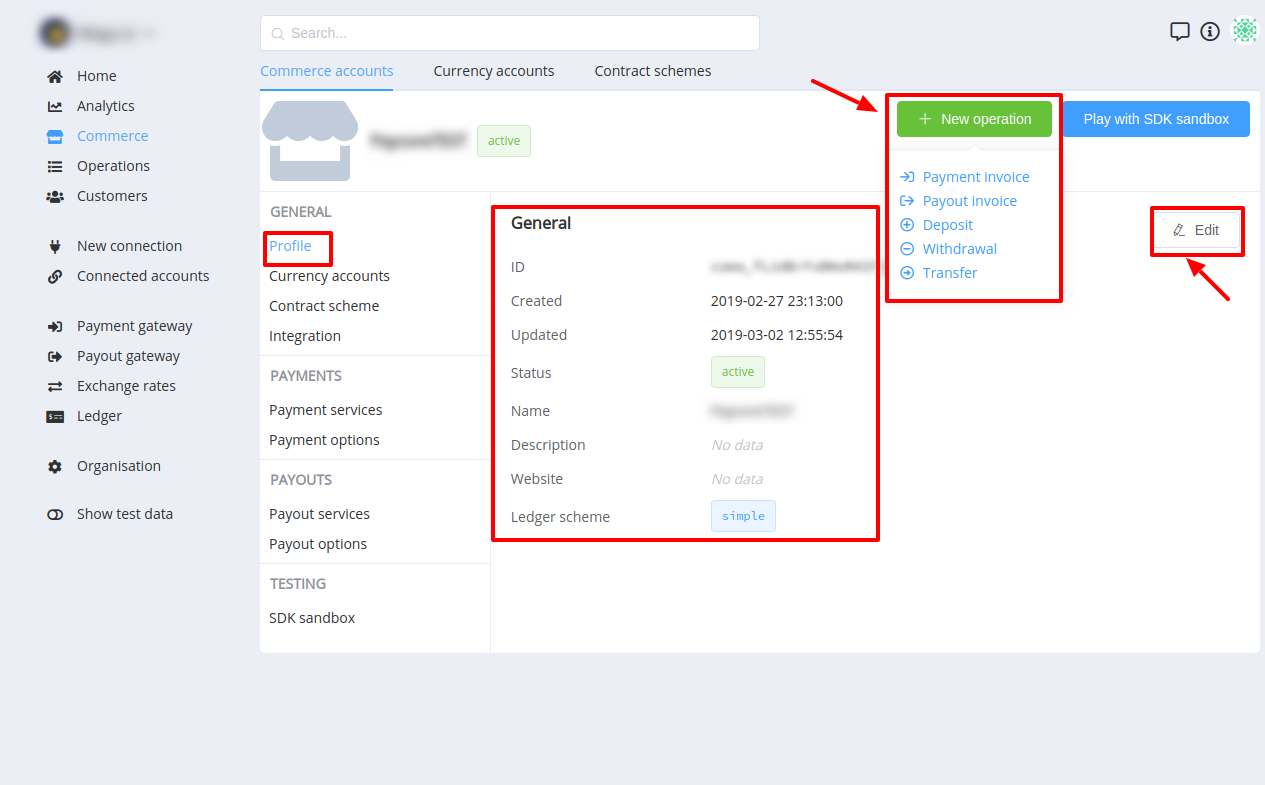 Search...
Home
Analytics
Commerce
Operations
Customers
New connection
Connected accounts
Payment gateway
Payout gateway
Exchange rates
Ledger
Organisation
Show test data
Commerce accounts Currency accounts Contract schemes
active
New operation
Play with SDK sandbox
Payment invoice
Payout invoice
Deposit
Withdrawal
Transfer
GENERAL
Profile
Currency accounts
Contract scheme
Integration
PAYMENTS
Payment services
Payment options
PAYOUTS
Payout services
Payout options
TESTING
SDK sandbox
General
Edit
ID
Created 2019-02-27 23:13:00
Updated 2019-03-02 12:55:54
Status active
Name
Description No data
Website No data
Ledger scheme simple